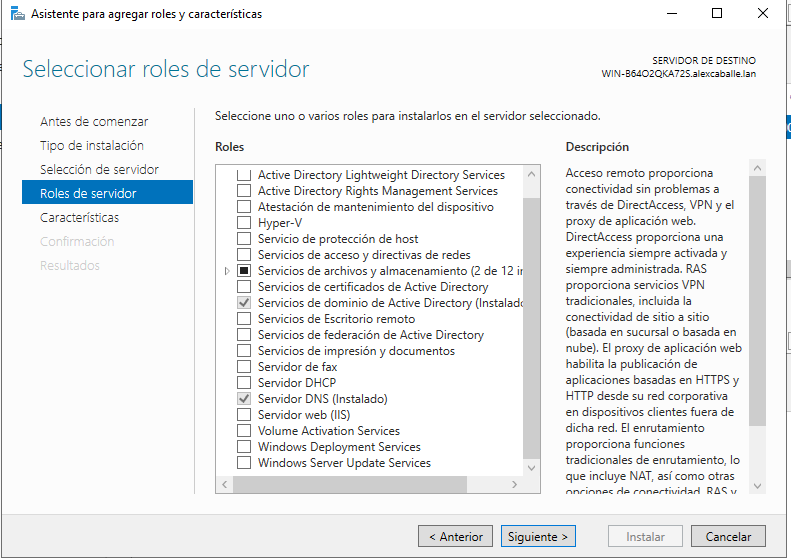 Asistente para agregar roles y características
Seleccionar roles de servidor
SERVIDOR DE DESTINO
WIN-B64O2QKA72S.alexcaballe.lan
Antes de comenzar
Tipo de instalación
Selección de servidor
Roles de servidor
Características
Confirmación
Resultados
Seleccione uno o varios roles para instalarlos en el servidor seleccionado.
Roles
Active Directory Lightweight Directory Services
Active Directory Rights Management Services
Atestación de mantenimiento del dispositivo
Hyper-V
Servicio de protección de host
Servicios de acceso y directivas de redes
Servicios de archivos y almacenamiento (2 de 12 in
Servicios de certificados de Active Directory
Servicios de dominio de Active Directory (Instalado
Servicios de Escritorio remoto
Servicios de federación de Active Directory
Servicios de impresión y documentos
Servidor de fax
Servidor DHCP
Servidor DNS (Instalado)
Servidor web (IIS)
Volume Activation Services
Windows Deployment Services
Windows Server Update Services
Descripción
Acceso remoto proporciona
conectividad sin problemas a
través de DirectAccess, VPN y el
proxy de aplicación web.
DirectAccess proporciona una
experiencia siempre activada y
siempre administrada. RAS
proporciona servicios VPN
tradicionales, incluida la
conectividad de sitio a sitio
(basada en sucursal o basada en
nube). El proxy de aplicación web
habilita la publicación de
aplicaciones basadas en HTTPS y
HTTP desde su red corporativa
en dispositivos clientes fuera de
dicha red. El enrutamiento
proporciona funciones
tradicionales de enrutamiento, lo
que incluye NAT, así como otras
opciones de conectividad. RAS y
< Anterior
Siguiente >
Instalar
Cancelar